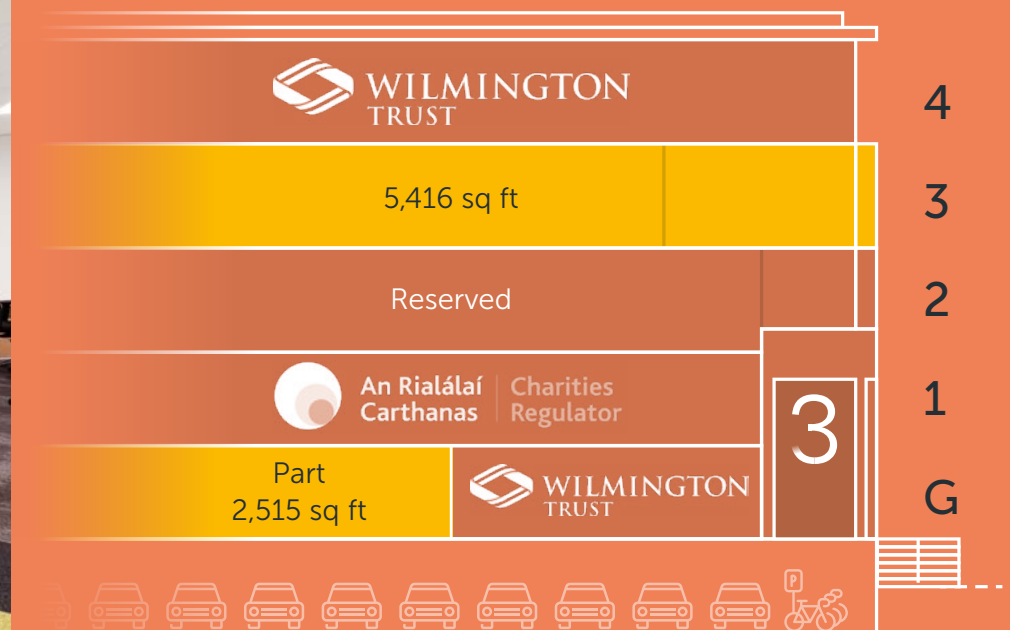 WILMINGTON
TRUST
4
5,416 sq ft
3
Reserved
2
An Rialálaí
Carthanas
Charities
Regulator
3
1
Part
2,515 sq ft
WILMINGTON
TRUST
G
P